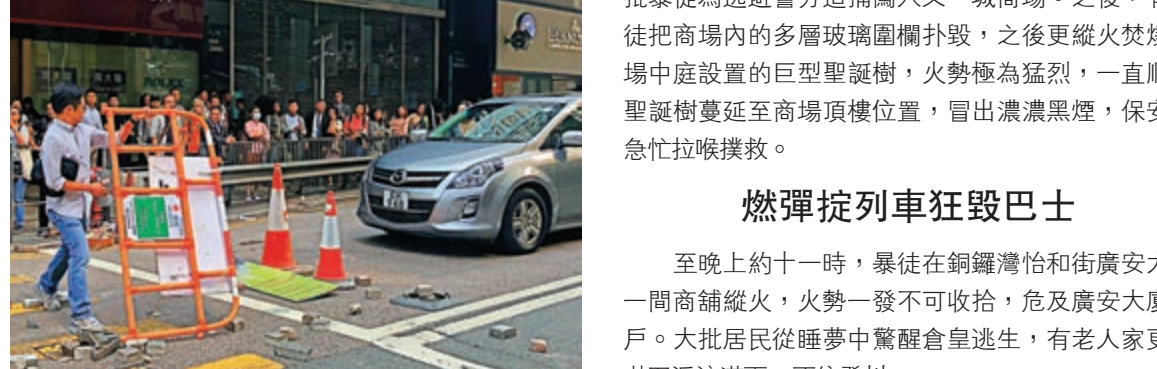 ROLEX
批暴徒為逃避警方追捕闖入又一城商場。之後，
徒把商場內的多層玻璃圍欄扑毀，之後更縱火焚燒
場中庭設置的巨型聖誕樹，火勢極為猛烈，一直順
聖誕樹蔓延至商場頂樓位置，冒出濃濃黑煙，保安
急忙拉喉撲救。
燃彈掟列車狂毀巴士
至晚上約十一時，暴徒在銅鑼灣怡和街廣安大
一間商舖縱火，火勢一發不可收拾，危及廣安大廈
戶。大批居民從睡夢中驚醒倉皇逃生，有老人家更